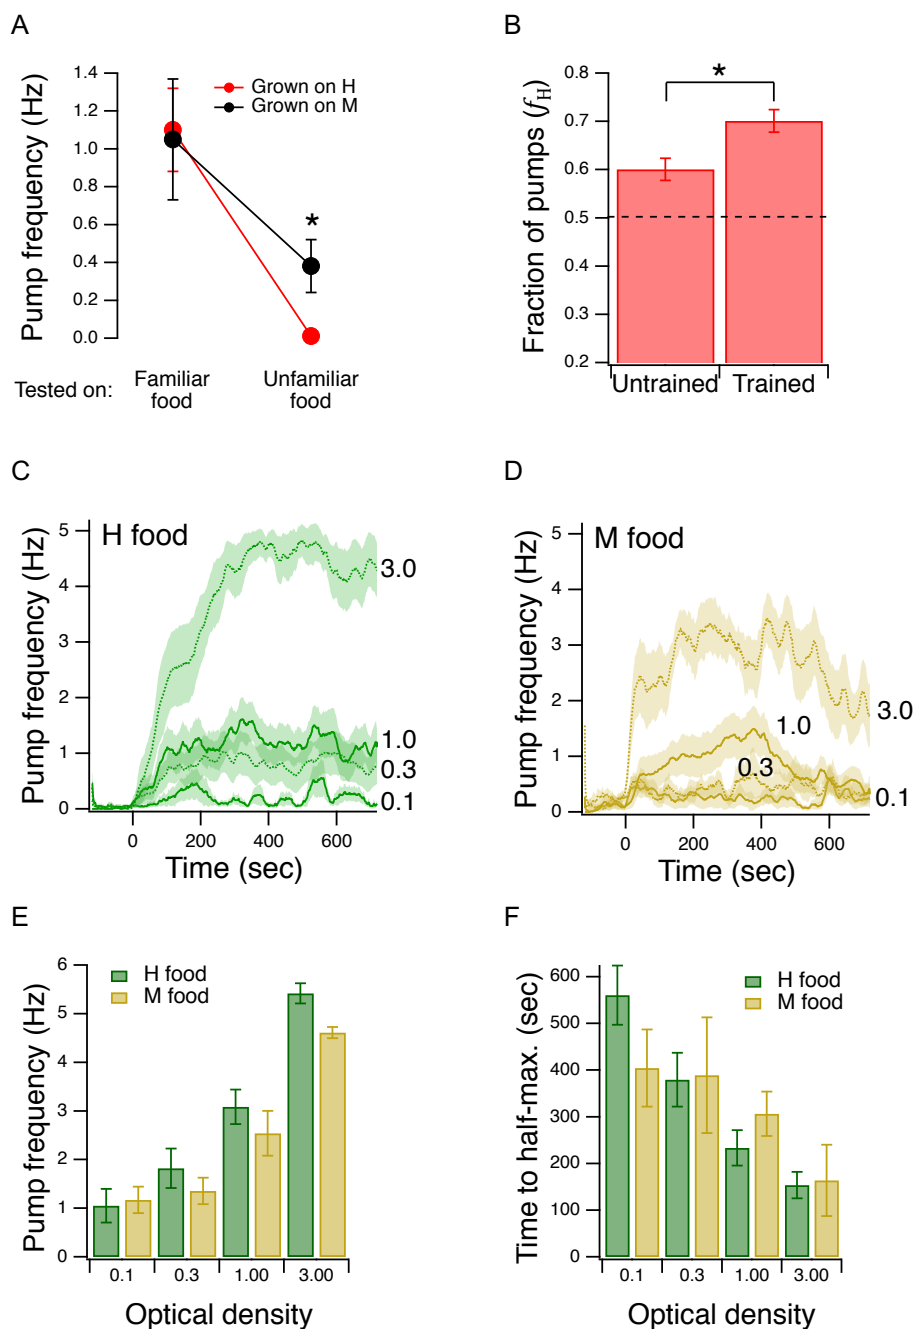 A
Pump frequency (Hz)
1.4
1.2
1.0
0.8
0.6
0.4
0.2
0.0
Grown on H
Grown on M
*
Tested on:
Familiar
food
Unfamiliar
food
B
Fraction of pumps (fH)
0.8
0.7
0.6
0.5
0.4
0.3
0.2
*
Untrained
Trained
C
Pump frequency (Hz)
5
4
3
2
1
0
H food
3.0
1.0
0.3
0.1
0
200
400
600
Time (sec)
D
Pump frequency (Hz)
5
4
3
2
1
0
M food
3.0
1.0
0.3
0.1
0
200
400
600
Time (sec)
E
Pump frequency (Hz)
6
5
4
3
2
1
0
H food
M food
0.1
0.3
1.00
3.00
Optical density
F
Time to half-max. (sec)
600
500
400
300
200
100
0
H food
M food
0.1
0.3
1.00
3.00
Optical density